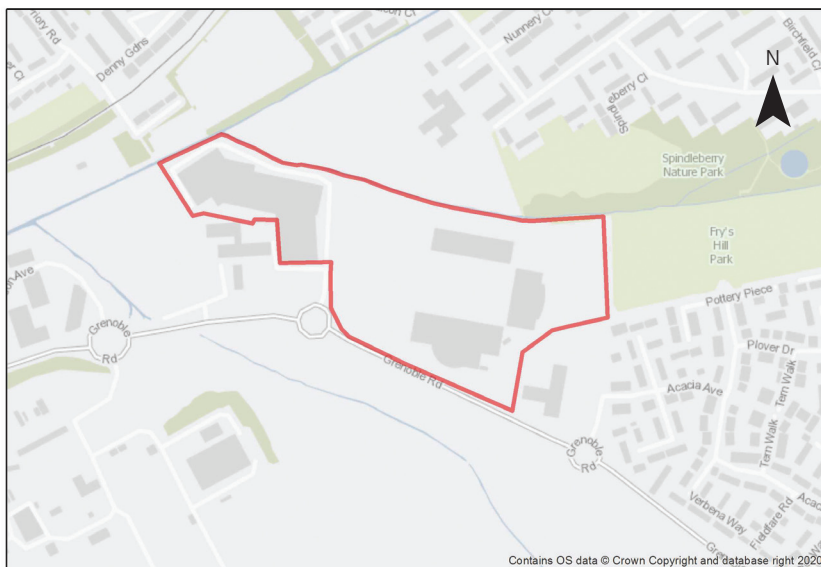 Denny Gdns
Nunnery Cl
Birchfield Cl
N
Spindleberry
Nature Park
Fry's
Hill
Park
Pottery Piece
Plover Dr
Tern Walk
Acacia Ave
Tern Walk
Grenoble
Rd
Grenoble Rd
Grenoble
Rd
Verbena Way
Fieldfare Rd
Contains OS data © Crown Copyright and database right 2020